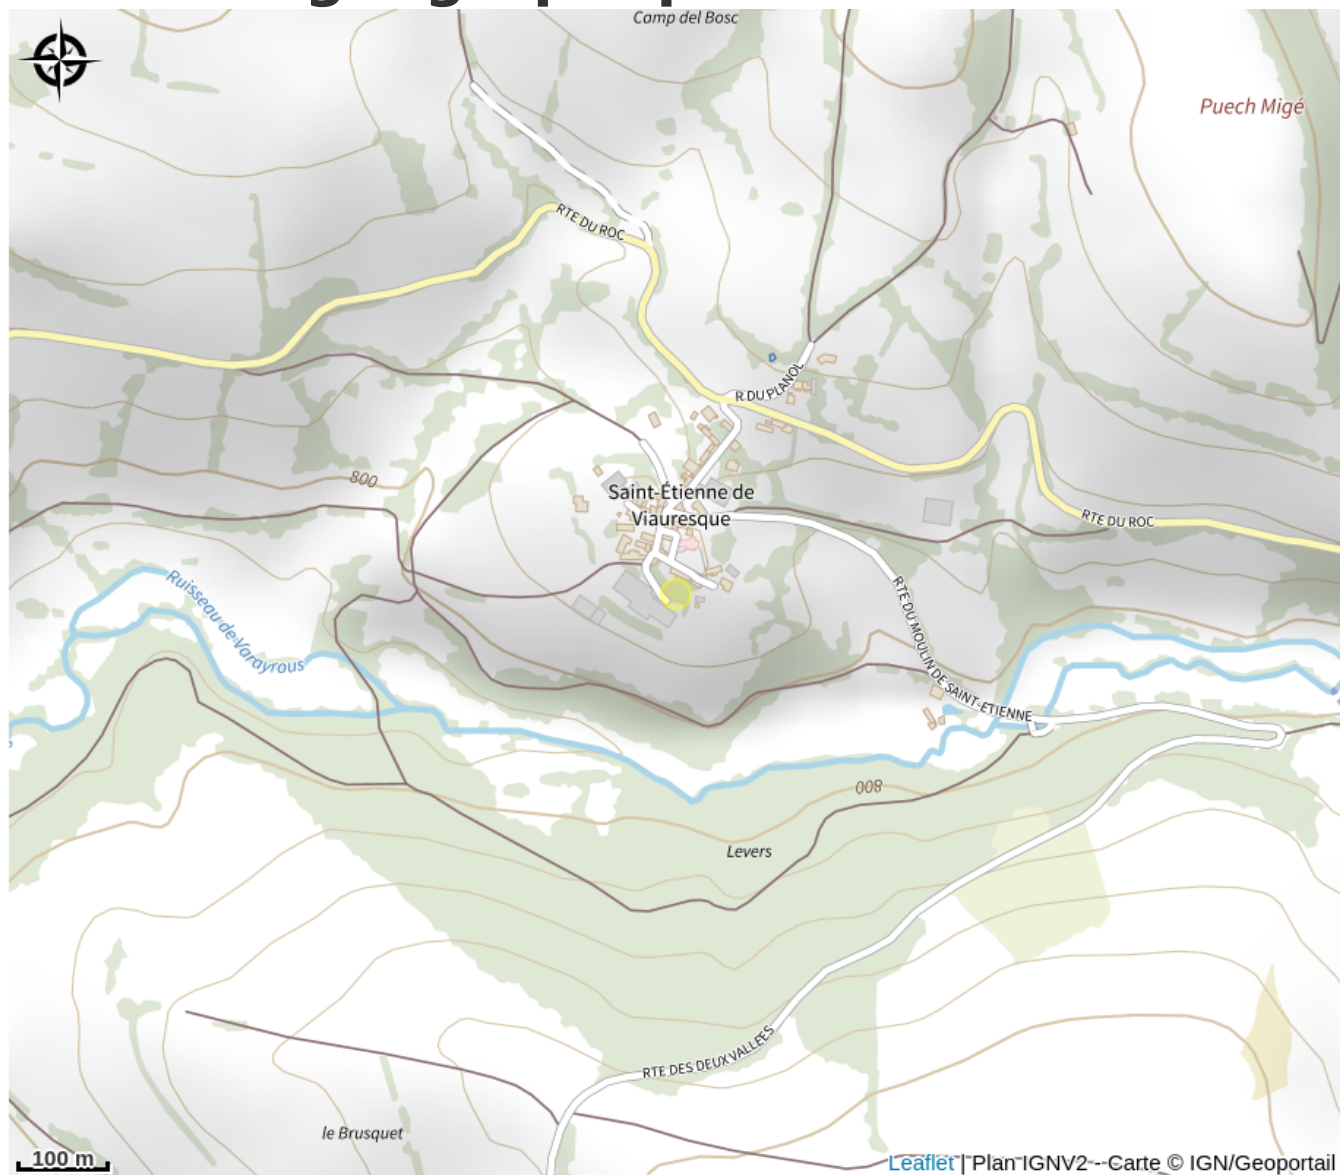 Camp del Bosc
Puech Migé
RTE DU ROC
R. DU PLANOL
800
Saint-Étienne de
Viauresque
RTE DU ROC
Ruisseau de Varayrous
RTE DU MOULIN DE SAINT-ETIENNE
800
Levers
RTE DES DEUX VALLEES
le Brusquet
100 m
Leaflet | Plan IGNV2 - Carte © IGN/Geoportail